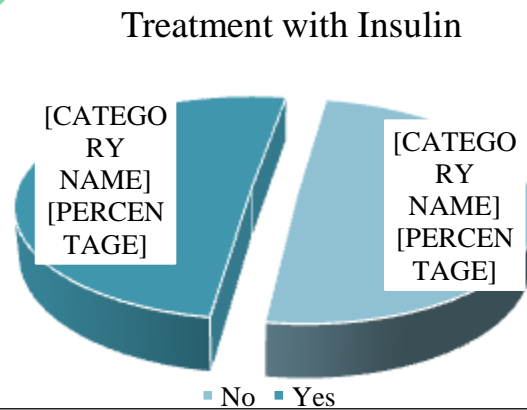 Treatment with Insulin
[CATEGO
RY
NAME]
[PERCEN
TAGE]
[CATEGO
RY
NAME]
[PERCEN
TAGE]
No Yes